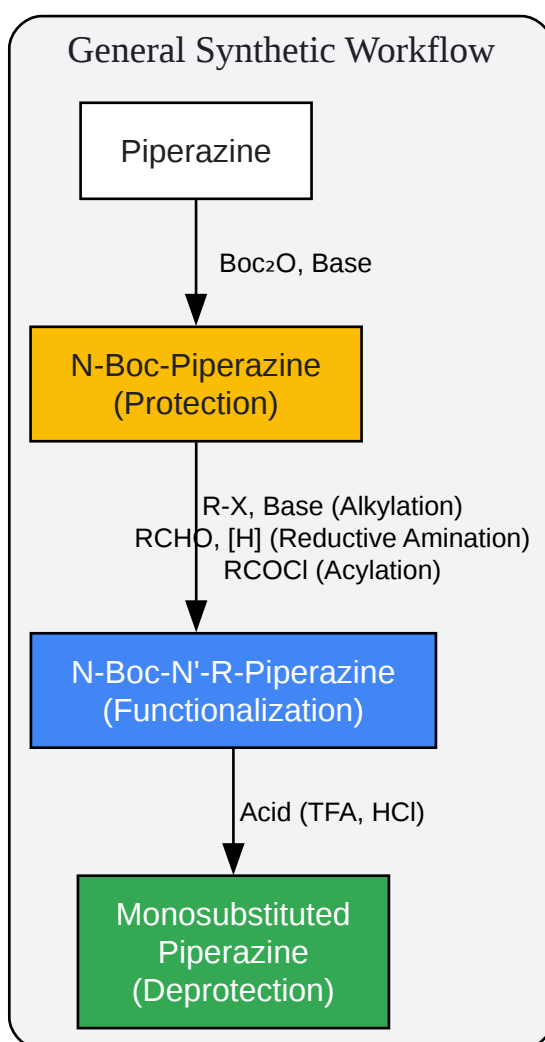 General Synthetic Workflow
Piperazine
Boc₂O, Base
N-Boc-Piperazine
(Protection)
R-X, Base (Alkylation)
RCHO, [H] (Reductive Amination)
RCOCl (Acylation)
N-Boc-N'-R-Piperazine
(Functionalization)
Acid (TFA, HCl)
Monosubstituted
Piperazine
(Deprotection)